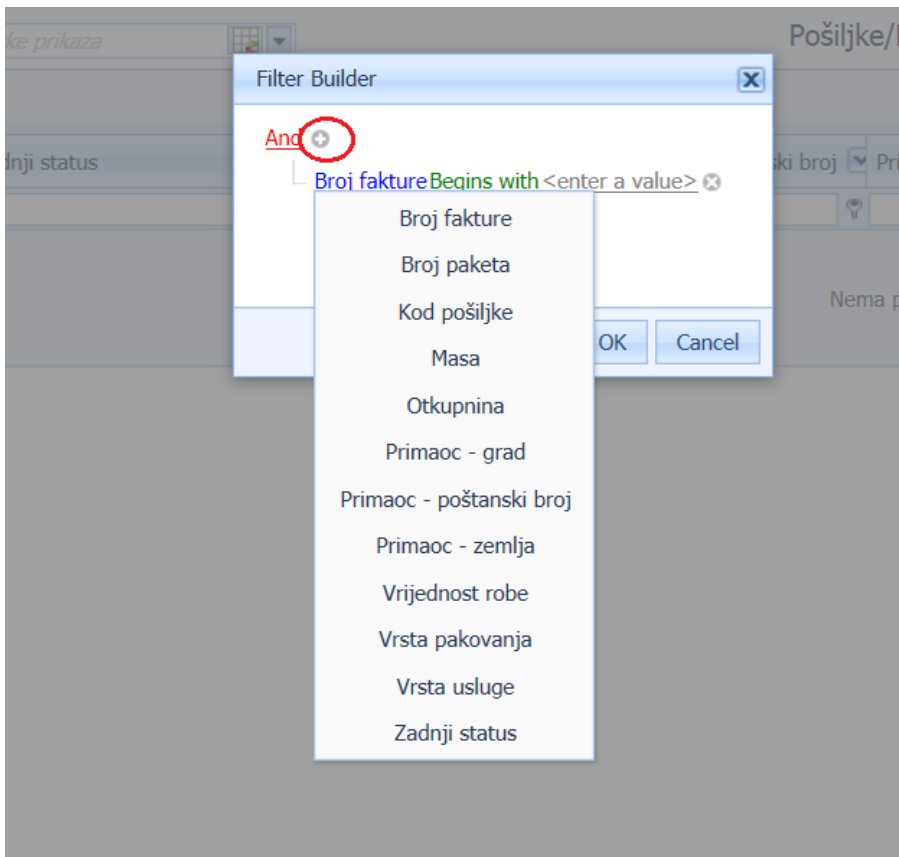 ke prikaza
Pošiljke/
Filter Builder
And
dnji status
ski broj
Pri
Broj fakture Begins with <enter a value>
Broj fakture
Broj paketa
Nema p
Kod pošiljke
OK Cancel
Masa
Otkupnina
Primaoc - grad
Primaoc - poštanski broj
Primaoc - zemlja
Vrijednost robe
Vrsta pakovanja
Vrsta usluge
Zadnji status